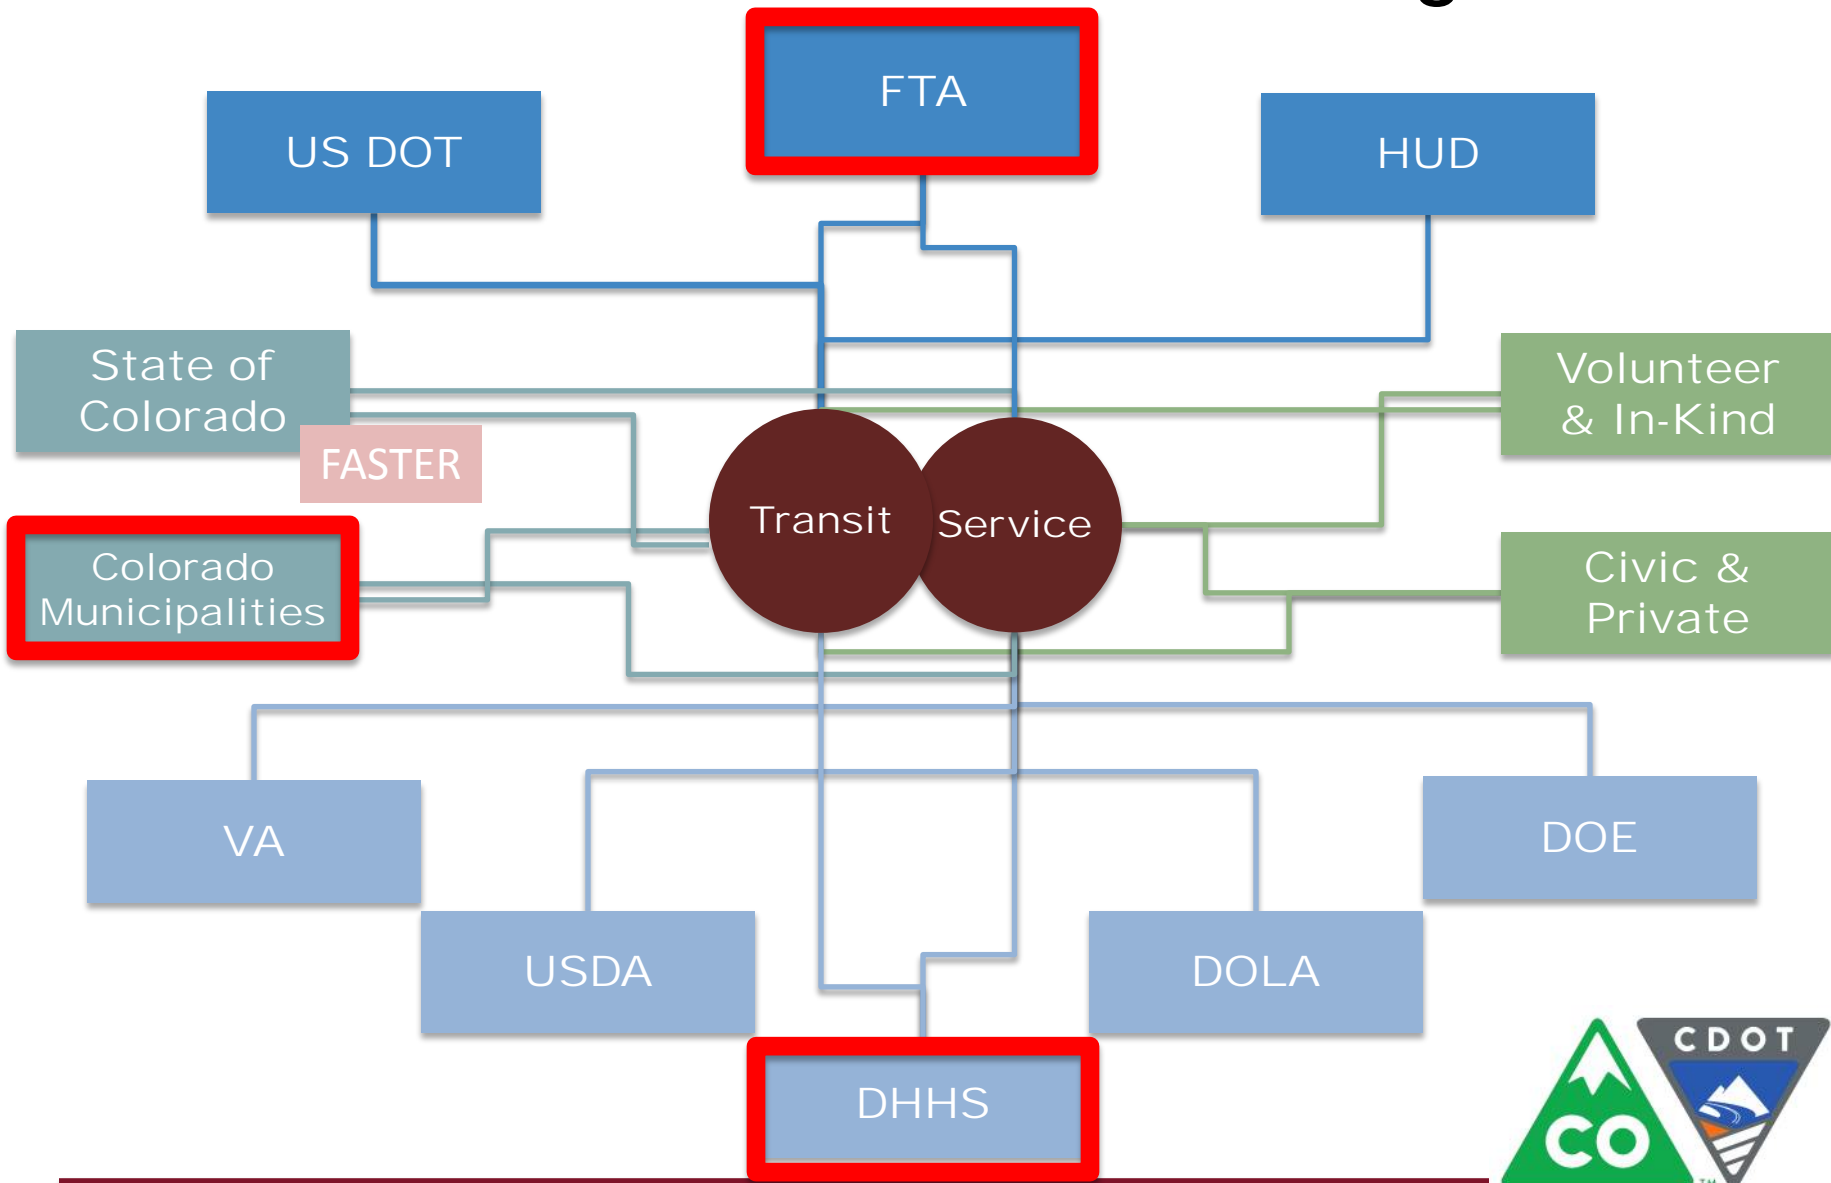 FTA
US DOT
HUD
State of
Colorado
FASTER
Volunteer
& In-Kind
Transit
Service
Colorado
Municipalities
Civic &
Private
VA
DOE
USDA
DOLA
DHHS
CDOT
CO
TM